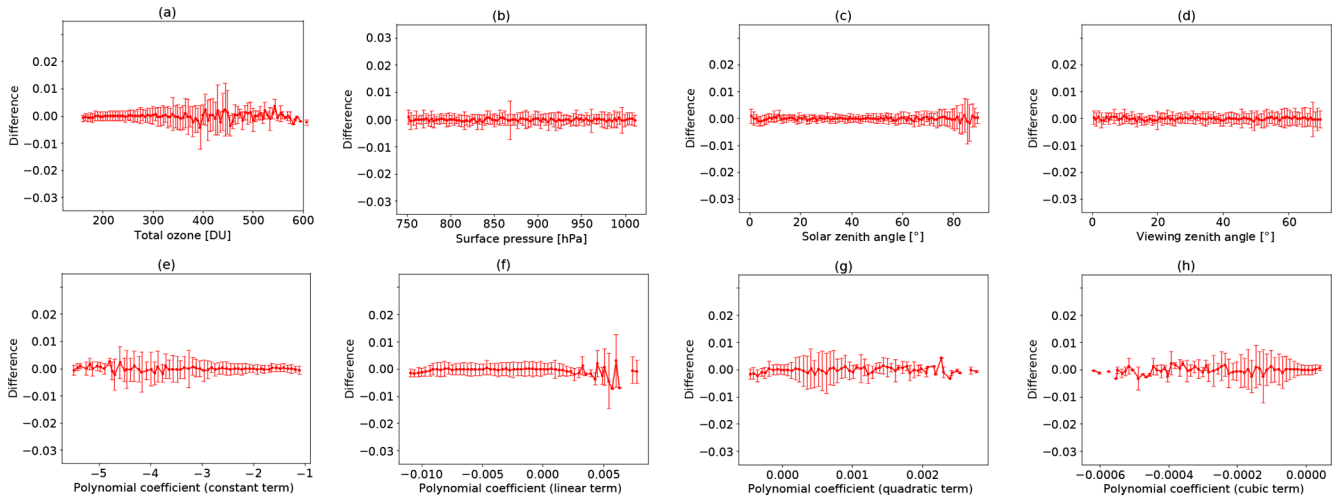 (a) (b) (c) (d)
0.02 0.03 0.03 0.03
0.01 0.02 0.02 0.02
0.00 0.01 0.01 0.01
−0.01 0.00 0.00 0.00
−0.02 −0.01 −0.01 −0.01
−0.03 −0.02 −0.02 −0.02
−0.03 −0.03 −0.03
Difference Difference Difference Difference
200 300 400 500 600 750 800 850 900 950 1000 0 20 40 60 80 0 20 40 60
Total ozone [DU] Surface pressure [hPa] Solar zenith angle [°] Viewing zenith angle [°]
(e) (f) (g) (h)
0.02 0.02 0.02 0.02
0.01 0.01 0.01 0.01
0.00 0.00 0.00 0.00
−0.01 −0.01 −0.01 −0.01
−0.02 −0.02 −0.02 −0.02
−0.03 −0.03 −0.03 −0.03
Difference Difference Difference Difference
−5 −4 −3 −2 −1 −0.010 −0.005 0.000 0.005 0.000 0.001 0.002 −0.0006 −0.0004 −0.0002 0.0000
Polynomial coefficient (constant term) Polynomial coefficient (linear term) Polynomial coefficient (quadratic term) Polynomial coefficient (cubic term)